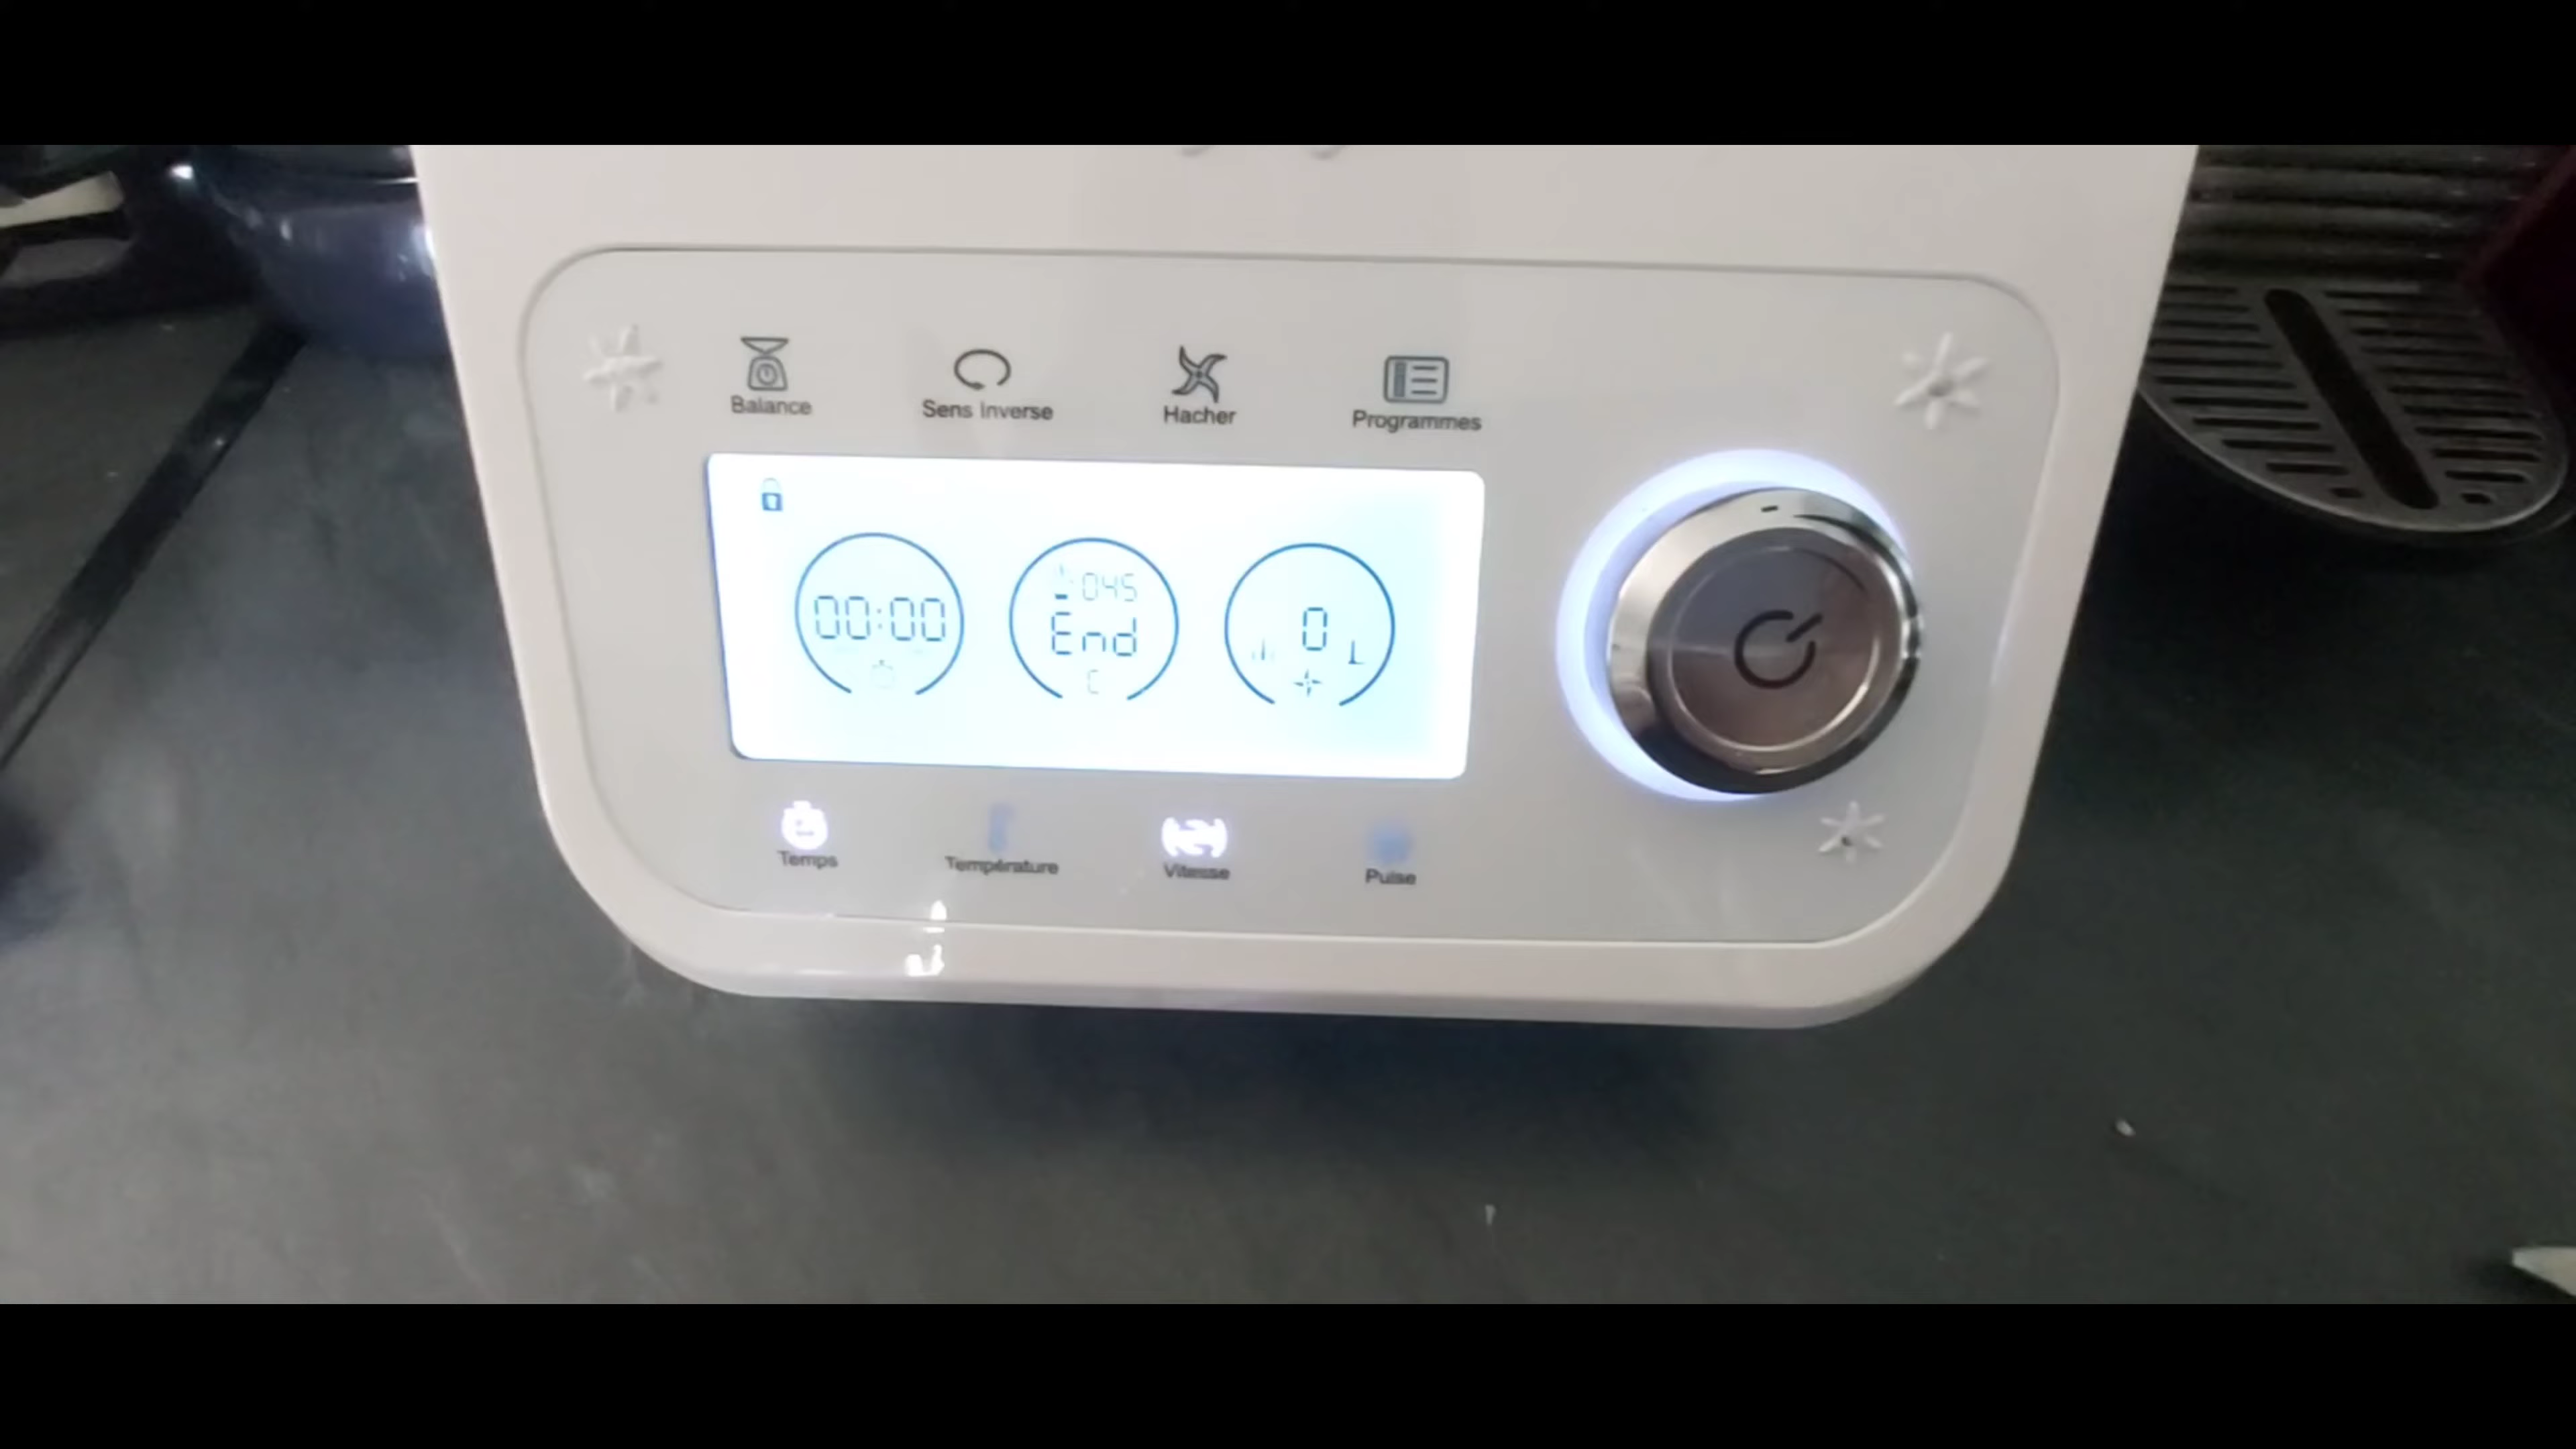 Balance
Sens Inverse
Hacher
Programmes
00:00
045
End
C
0
Temps
Température
Vitesse
Pulse